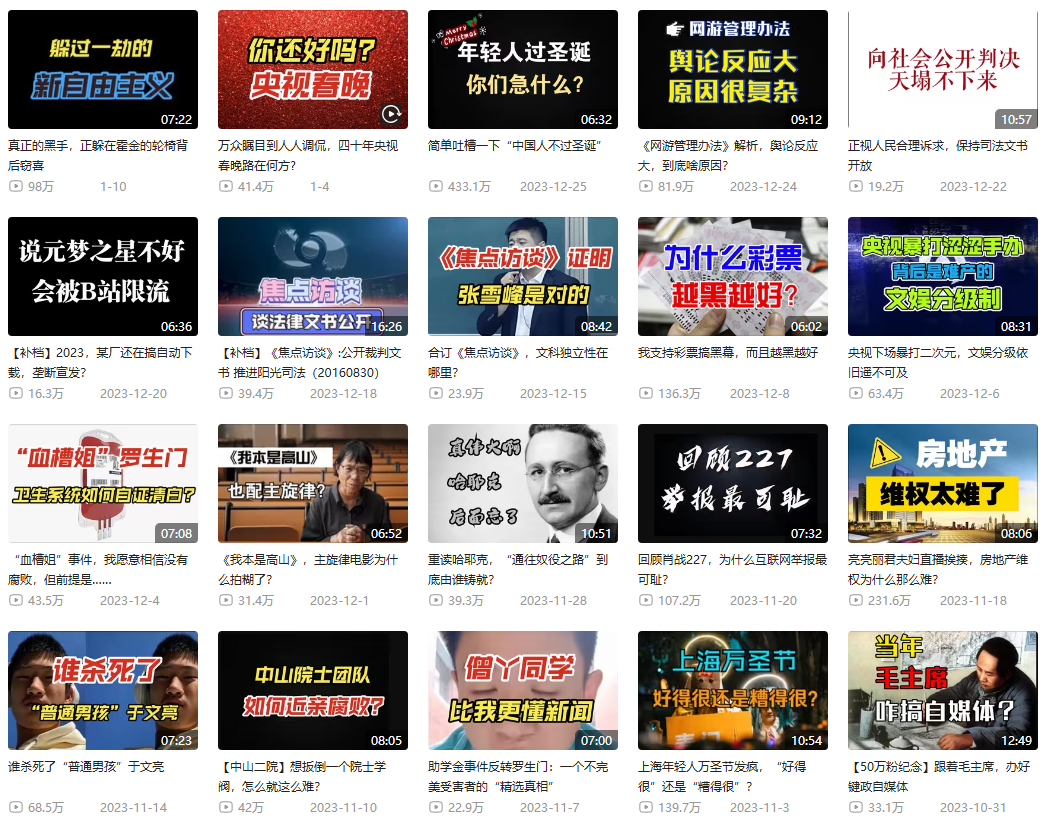 躲过一劫的
新自由主义
07:22
真正的黑手，正躲在霍金的轮椅背
后窃喜
98万 1-10
你还好吗?
央视春晚
万众瞩目到人人调侃，四十年央视
春晚路在何方?
41.4万 1-4
Merry
Christmas
年轻人过圣诞
你们急什么?
06:32
简单吐槽一下“中国人不过圣诞”
433.1万 2023-12-25
网游管理办法
舆论反应大
原因很复杂
09:12
《网游管理办法》解析，舆论反应
大，到底啥原因?
81.9万 2023-12-24
向社会公开判决
天塌不下来
10:57
正视人民合理诉求，保持司法文书
开放
19.2万 2023-12-22
说元梦之星不好
会被B站限流
06:36
【补档】2023，某厂还在搞自动下
载，垄断宣发?
16.3万 2023-12-20
焦点访谈
谈法律文书公开
16:26
【补档】《焦点访谈》:公开裁判文
书 推进阳光司法（20160830）
39.4万 2023-12-18
《焦点访谈》证明
张雪峰是对的
08:42
合订《焦点访谈》，文科独立性在
哪里?
23.9万 2023-12-15
为什么彩票
越黑越好?
06:02
我支持彩票搞黑幕，而且越黑越好
136.3万 2023-12-8
央视暴打涩涩手办
背后是难产的
文娱分级制
08:31
央视下场暴打二次元，文娱分级依
旧遥不可及
63.4万 2023-12-6
“血槽姐”罗生门
卫生系统如何自证清白?
07:08
“血槽姐”事件，我愿意相信没有
腐败，但前提是......
43.5万 2023-12-4
《我本是高山》
也配主旋律?
06:52
《我本是高山》，主旋律电影为什
么拍糊了?
31.4万 2023-12-1
真伟大啊
哈耶克
后面忘了
10:51
重读哈耶克，“通往奴役之路”到
底由谁铸就?
39.3万 2023-11-28
回顾227
举报最可耻
07:32
回顾肖战227，为什么互联网举报最
可耻?
107.2万 2023-11-20
房地产
维权太难了
08:06
亮亮丽君夫妇直播挨揍，房地产维
权为什么那么难?
231.6万 2023-11-18
谁杀死了
“普通男孩”于文亮
07:23
谁杀死了“普通男孩”于文亮
68.5万 2023-11-14
中山院士团队
如何近亲腐败?
08:05
【中山二院】想扳倒一个院士学
阀，怎么就这么难?
42万 2023-11-10
僧丫同学
比我更懂新闻
07:00
助学金事件反转罗生门：一个不完
美受害者的“精选真相”
22.9万 2023-11-7
上海万圣节
好得很还是糟得很?
10:54
上海年轻人万圣节发疯，“好得
很”还是“糟得很”?
139.7万 2023-11-3
当年
毛主席
咋搞自媒体?
12:49
【50万粉纪念】跟着毛主席，办好
键政自媒体
33.1万 2023-10-31